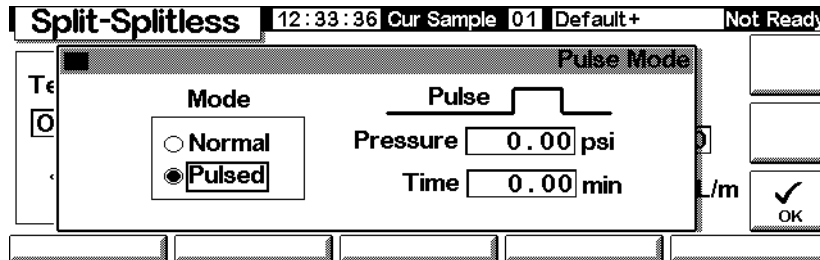 Split-Splitless 12:33:36 Cur Sample 01 Default+ Not Ready
Pulse Mode
Mode Pulse
Normal Pressure 0.00 psi
Pulsed Time 0.00 min
L/m
OK